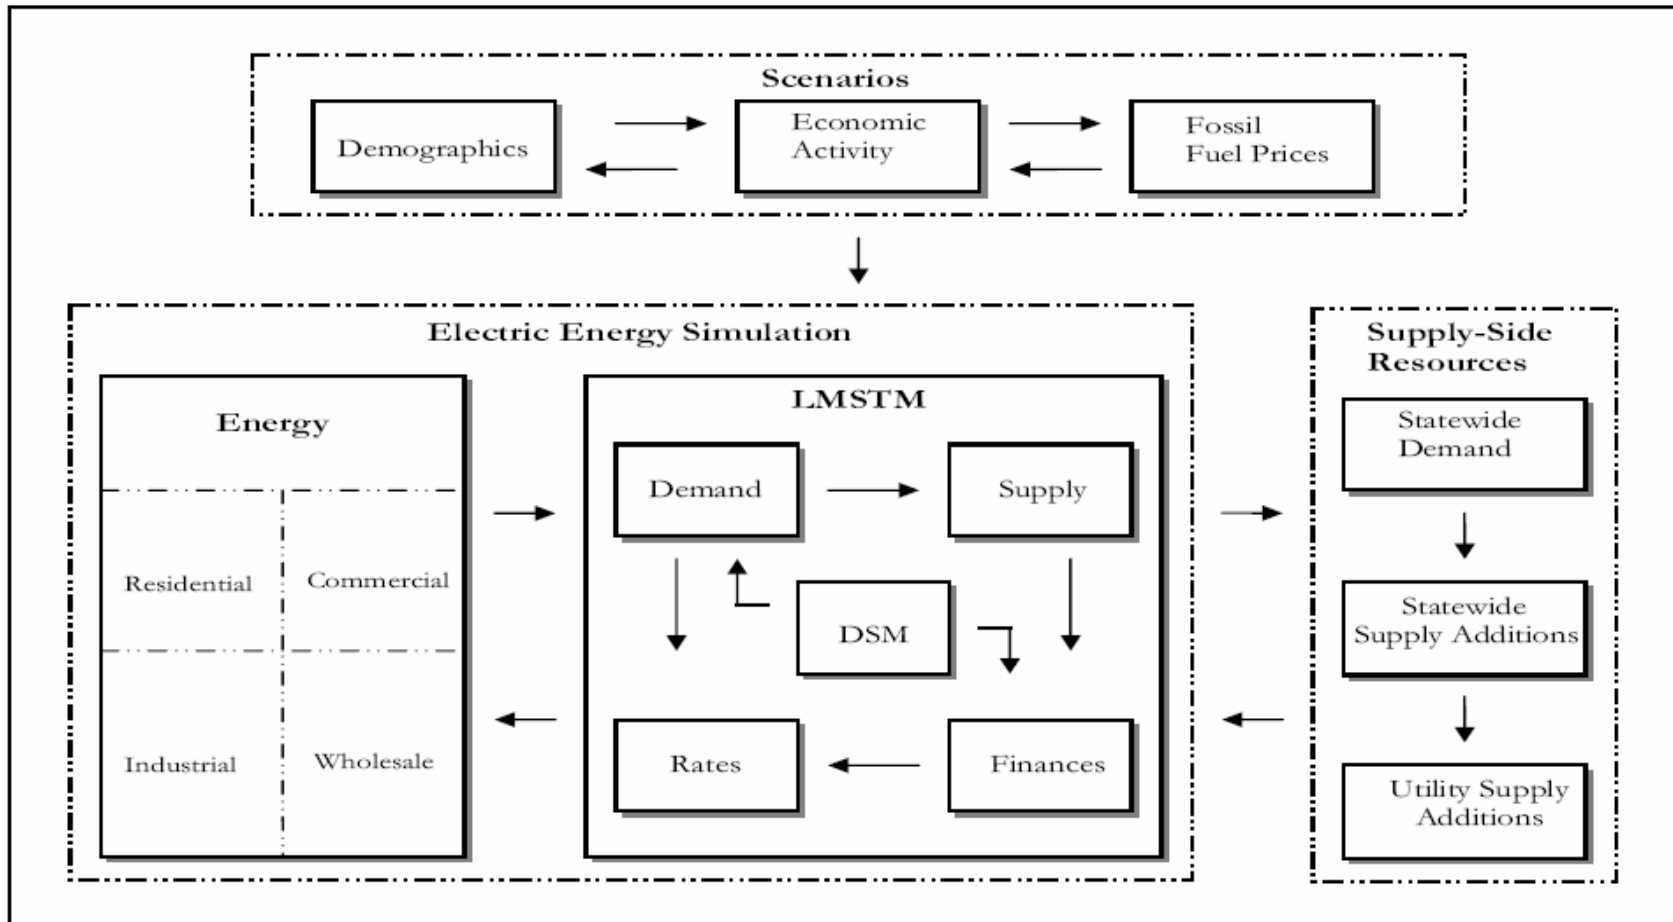 Scenarios
Demographics
Economic
Activity
Fossil
Fuel Prices
Electric Energy Simulation
Energy
Residential
Commercial
Industrial
Wholesale
LMSTM
Demand
Supply
DSM
Rates
Finances
Supply-Side
Resources
Statewide
Demand
Statewide
Supply Additions
Utility Supply
Additions